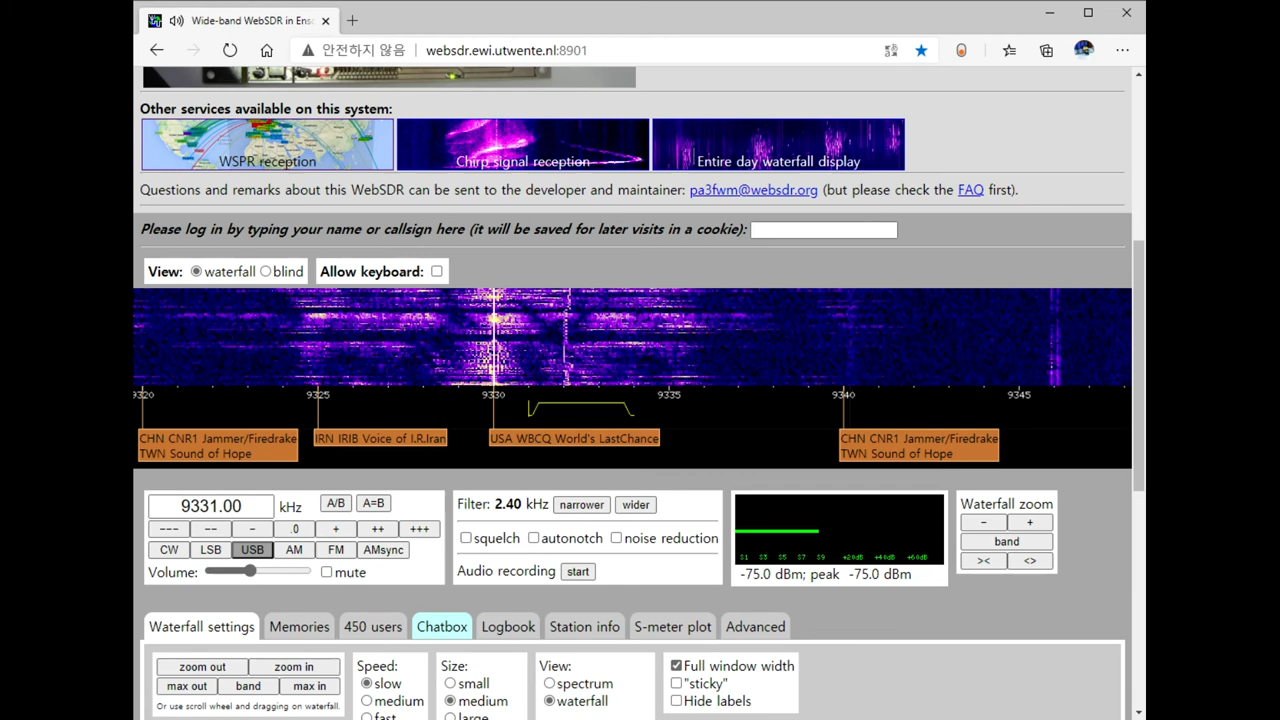 Wide-band WebSDR in Ens
안전하지 않음 websdr.ewi.utwente.nl:8901
Other services available on this system:
WSPR reception Chirp signal reception Entire day waterfall display
Questions and remarks about this WebSDR can be sent to the developer and maintainer: pa3fwm@websdr.org (but please check the FAQ first).
Please log in by typing your name or callsign here (it will be saved for later visits in a cookie):
View: waterfall blind Allow keyboard:
9320 9325 9330 9335 9340 9345
CHN CNR1 Jammer/Firedrake IRN IRIB Voice of I.R.Iran USA WBCQ World's LastChance CHN CNR1 Jammer/Firedrake
TWN Sound of Hope TWN Sound of Hope
9331.00 kHz A/B A=B Filter: 2.40 kHz narrower wider Waterfall zoom
--- -- - .0 + ++ +++ - +
squelch autonotch noise reduction band
CW LSB USB AM FM AMsync S1 S3 S5 S7 S9 +20dB +40dB +60dB >< <>
Volume: mute Audio recording start -75.0 dBm; peak -75.0 dBm
Waterfall settings Memories 450 users Chatbox Logbook Station info S-meter plot Advanced
zoom out zoom in Speed: Size: View: Full window width
max out band max in slow small spectrum "sticky"
Or use scroll wheel and dragging on waterfall. medium medium waterfall Hide labels
fast large